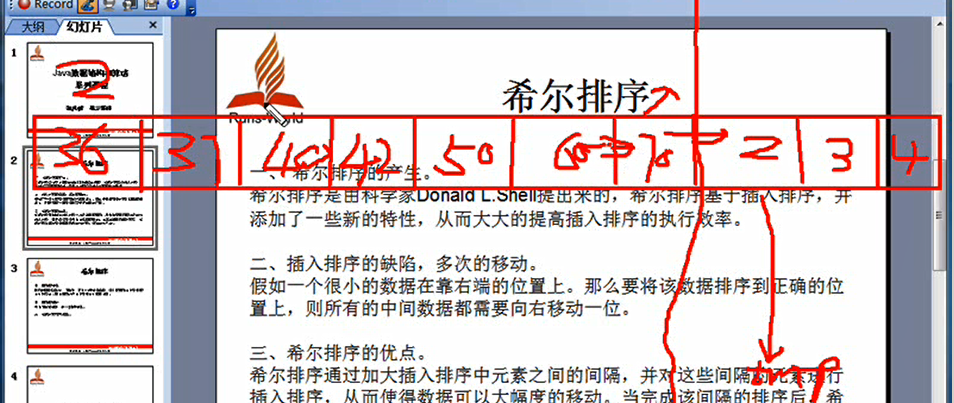 Record
大纲 幻灯片
1
Java数据结构和算法
系列课程
2
希尔排序
Runs-World
36 37 40 42 50 60 70 2 3 4
2
一、希尔排序的产生。
希尔排序是由科学家Donald L.Shell提出来的，希尔排序基于插入排序，并
添加了一些新的特性，从而大大的提高插入排序的执行效率。
二、插入排序的缺陷，多次的移动。
假如一个很小的数据在靠右端的位置上。那么要将该数据排序到正确的位
置上，则所有的中间数据都需要向右移动一位。
3
三、希尔排序的优点。
temp
希尔排序通过加大插入排序中元素之间的间隔，并对这些间隔的元素进行
插入排序，从而使得数据可以大幅度的移动。当完成该间隔的排序后，希
4